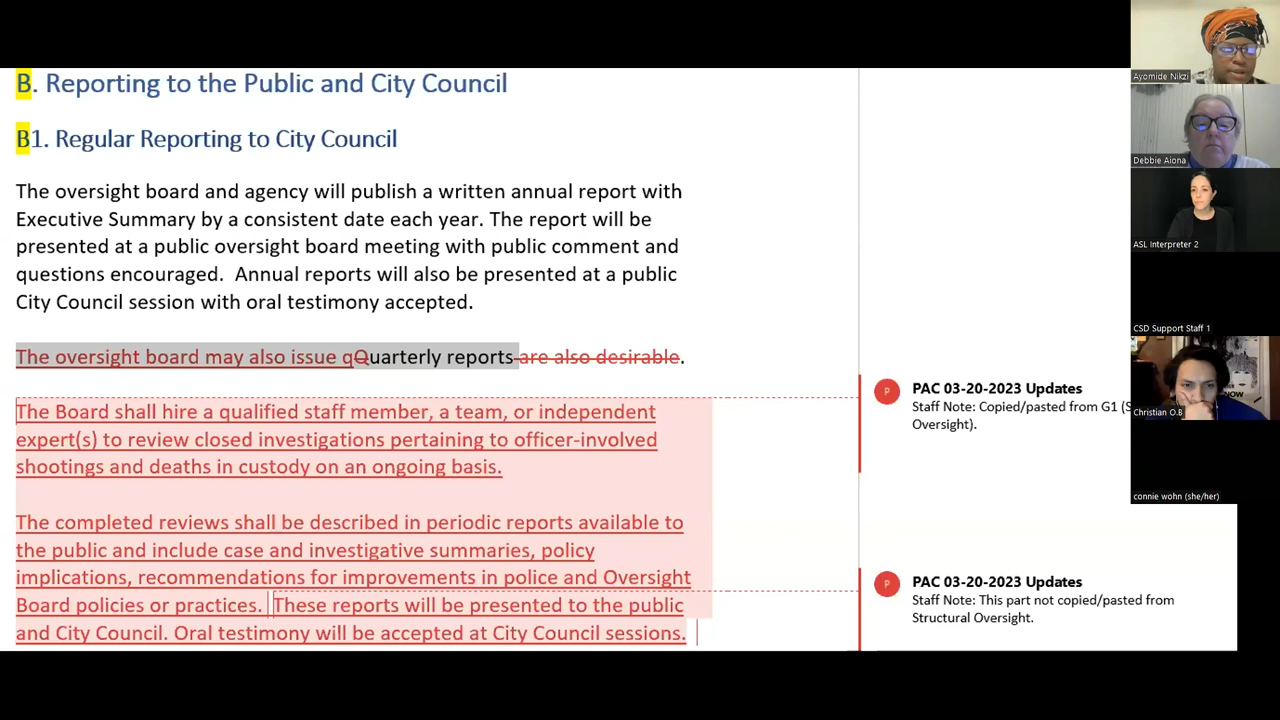 B. Reporting to the Public and City Council
B1. Regular Reporting to City Council
The oversight board and agency will publish a written annual report with
Executive Summary by a consistent date each year. The report will be
presented at a public oversight board meeting with public comment and
questions encouraged.  Annual reports will also be presented at a public
City Council session with oral testimony accepted.
The oversight board may also issue qQuarterly reports are also desirable.
The Board shall hire a qualified staff member, a team, or independent
expert(s) to review closed investigations pertaining to officer-involved
shootings and deaths in custody on an ongoing basis.
The completed reviews shall be described in periodic reports available to
the public and include case and investigative summaries, policy
implications, recommendations for improvements in police and Oversight
Board policies or practices.  These reports will be presented to the public
and City Council. Oral testimony will be accepted at City Council sessions.
P
PAC 03-20-2023 Updates
Staff Note: Copied/pasted from G1 (S
Oversight).
P
PAC 03-20-2023 Updates
Staff Note: This part not copied/pasted from
Structural Oversight.
Ayomide Nikzi
Debbie Aiona
ASL Interpreter 2
CSD Support Staff 1
NOW
Christian O.B
connie wohn (she/her)